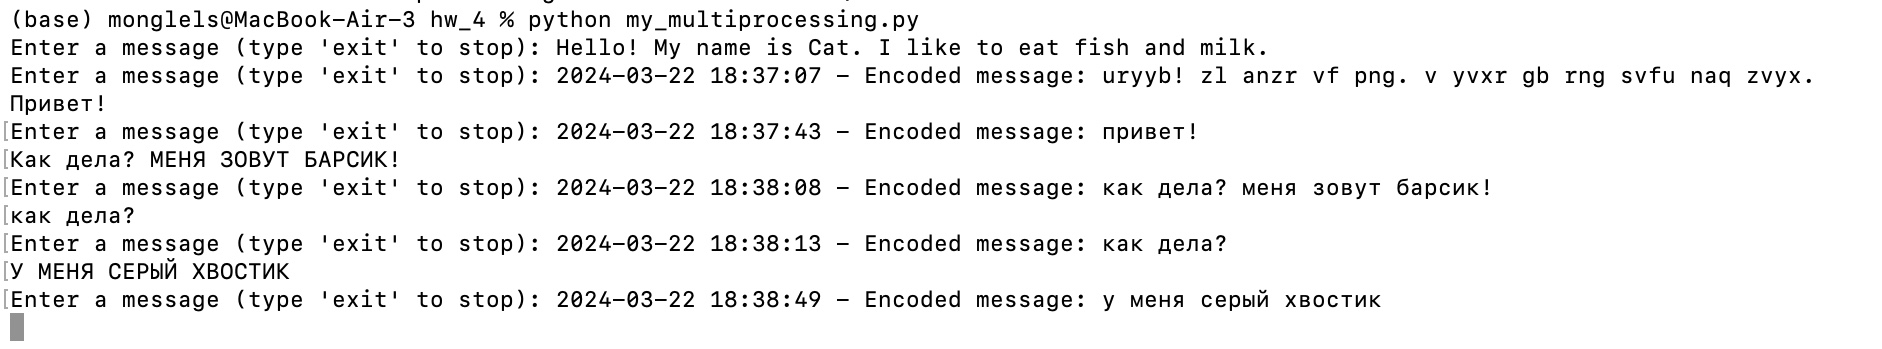 (base) monglels@MacBook-Air-3 hw_4 % python my_multiprocessing.py
Enter a message (type 'exit' to stop): Hello! My name is Cat. I like to eat fish and milk.
Enter a message (type 'exit' to stop): 2024-03-22 18:37:07 - Encoded message: uryyb! zl anzr vf png. v yvxr gb rng svfu naq zvyx.
Привет!
[Enter a message (type 'exit' to stop): 2024-03-22 18:37:43 - Encoded message: привет!
[Как дела? МЕНЯ ЗОВУТ БАРСИК!
[Enter a message (type 'exit' to stop): 2024-03-22 18:38:08 - Encoded message: как дела? меня зовут барсик!
[как дела?
[Enter a message (type 'exit' to stop): 2024-03-22 18:38:13 - Encoded message: как дела?
[У МЕНЯ СЕРЫЙ ХВОСТИК
[Enter a message (type 'exit' to stop): 2024-03-22 18:38:49 - Encoded message: у меня серый хвостик